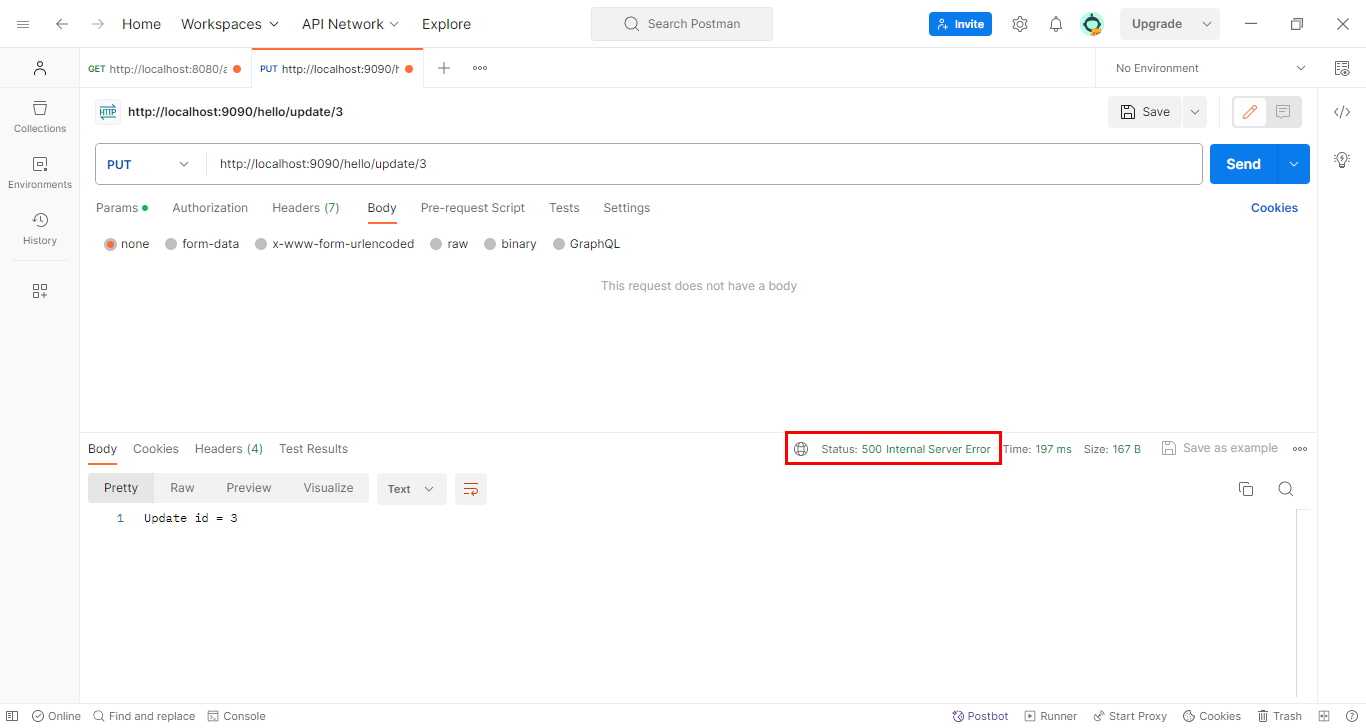 Home Workspaces API Network Explore Search Postman Invite Upgrade
GET http://localhost:8080/a PUT http://localhost:9090/h No Environment
HTTP http://localhost:9090/hello/update/3 Save
Collections
PUT http://localhost:9090/hello/update/3 Send
Environments
Params Authorization Headers (7) Body Pre-request Script Tests Settings Cookies
History
none form-data x-www-form-urlencoded raw binary GraphQL
This request does not have a body
Body Cookies Headers (4) Test Results Status: 500 Internal Server Error Time: 197 ms Size: 167 B Save as example
Pretty Raw Preview Visualize Text
1 Update id = 3
Online Find and replace Console Postbot Runner Start Proxy Cookies Trash